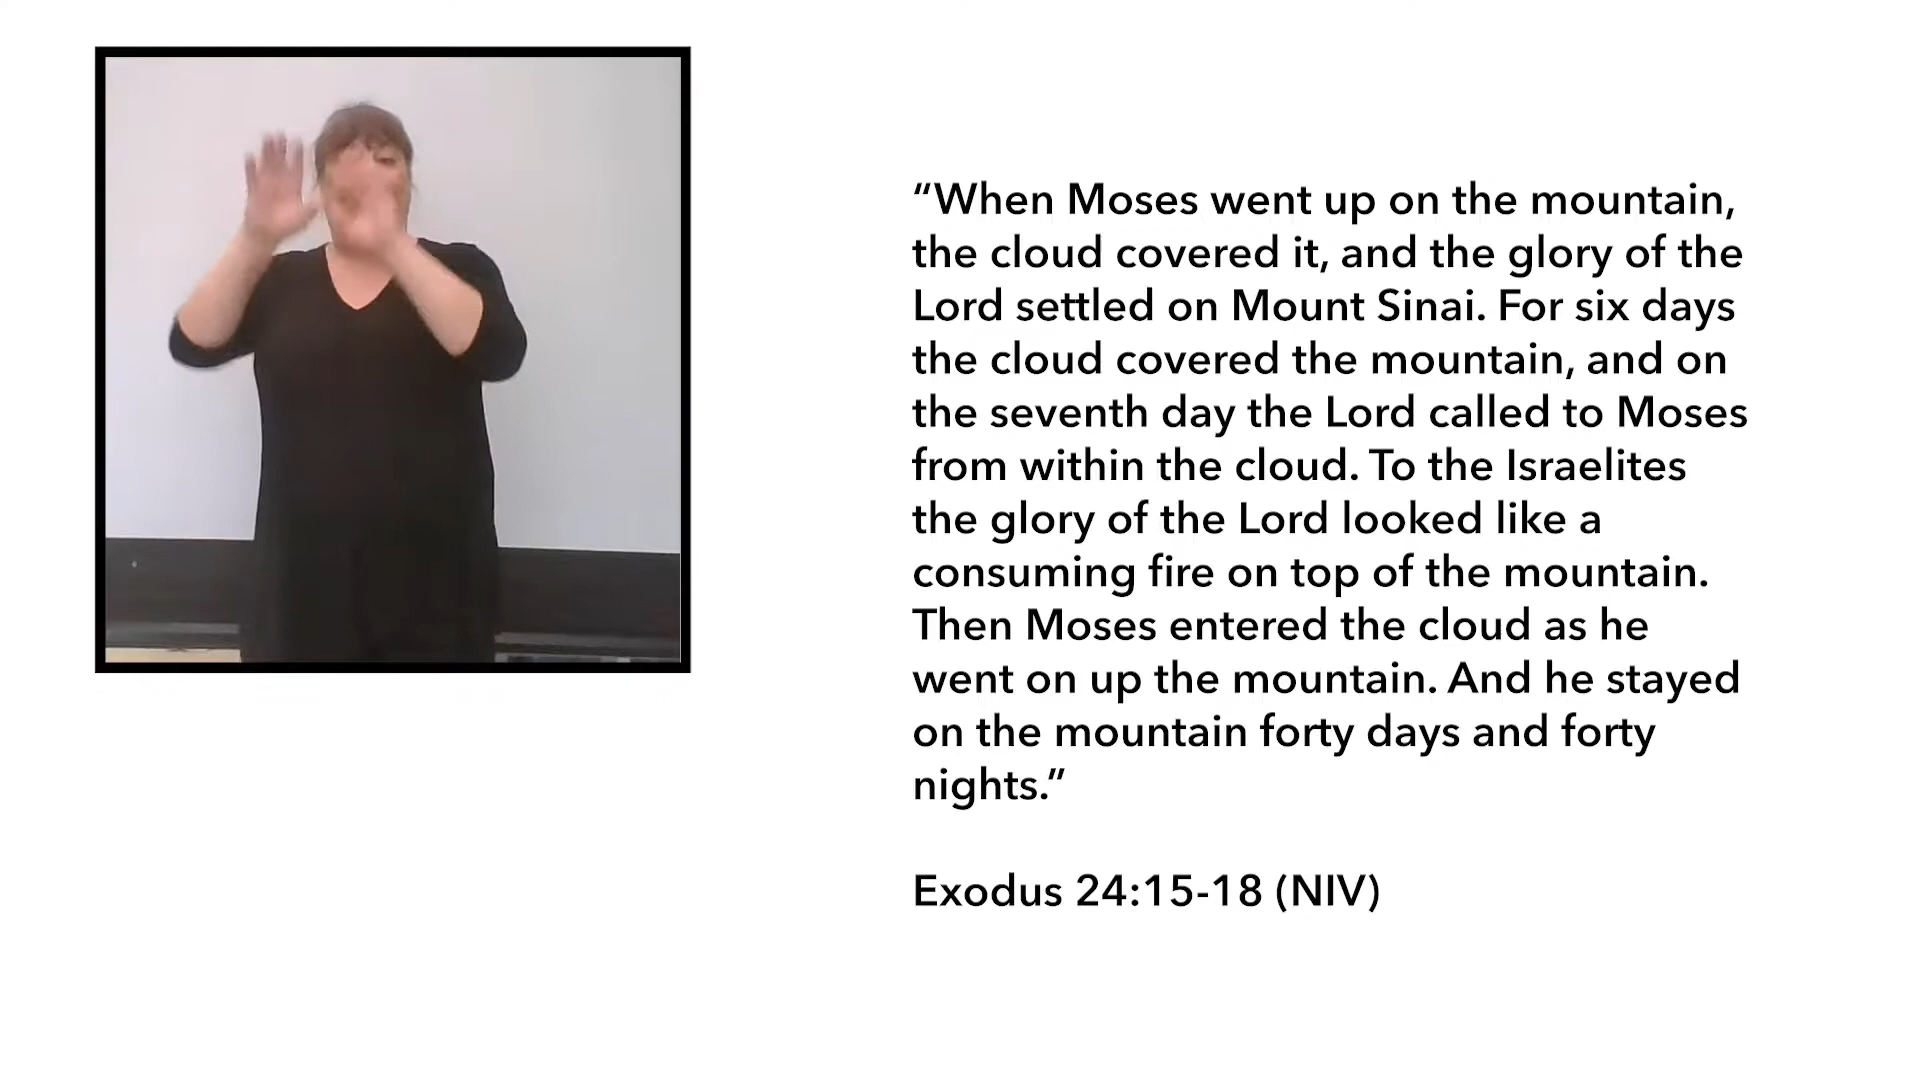 “When Moses went up on the mountain,
the cloud covered it, and the glory of the
Lord settled on Mount Sinai. For six days
the cloud covered the mountain, and on
the seventh day the Lord called to Moses
from within the cloud. To the Israelites
the glory of the Lord looked like a
consuming fire on top of the mountain.
Then Moses entered the cloud as he
went on up the mountain. And he stayed
on the mountain forty days and forty
nights.”
Exodus 24:15-18 (NIV)